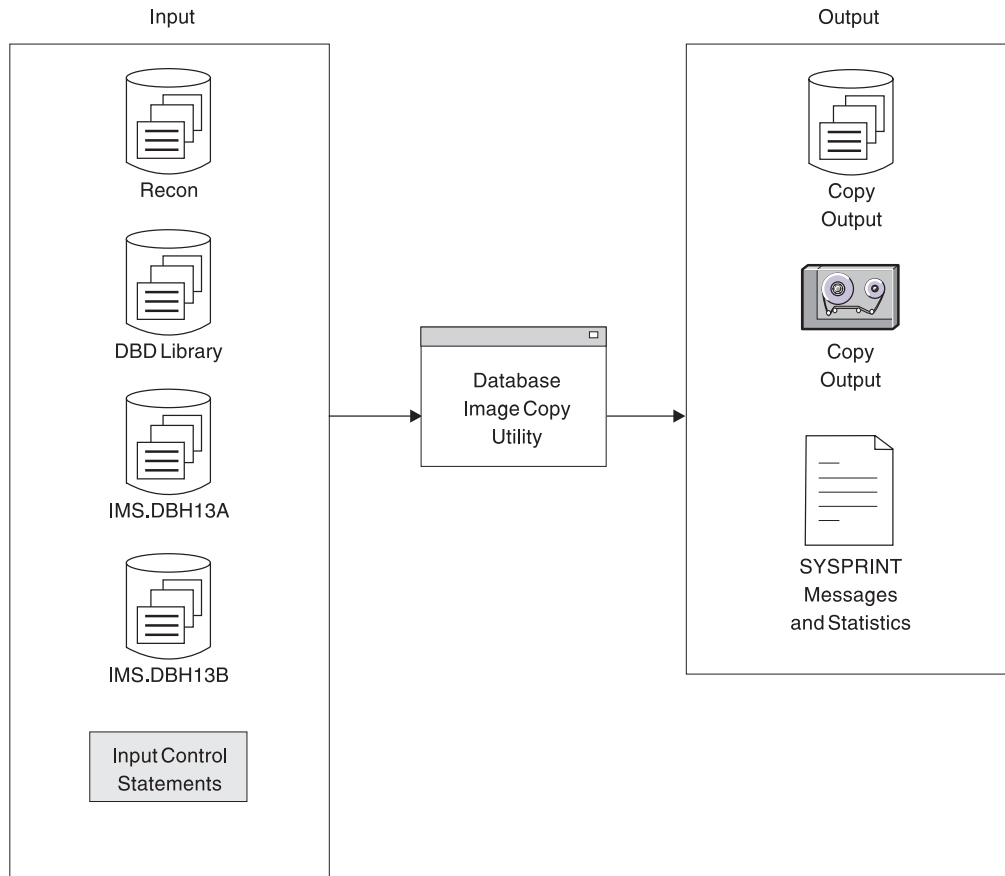 Input
Recon
DBD Library
IMS.DBH13A
IMS.DBH13B
Input Control
Statements
Database
Image Copy
Utility
Output
Copy
Output
Copy
Output
SYSPRINT
Messages
and Statistics